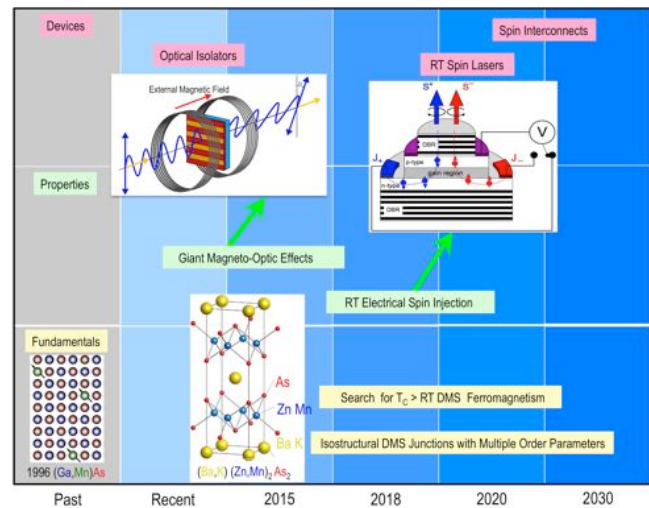 Devices
Spin Interconnects
Optical Isolators
RT Spin Lasers
External Magnetic Field
S⁺ S⁻
V
DBR
J₊ J₋
p-type
gain region
n-type
DBR
Properties
Giant Magneto-Optic Effects
RT Electrical Spin Injection
Fundamentals
As
Zn Mn
Ba K
Search for T_C > RT DMS Ferromagnetism
Isostructural DMS Junctions with Multiple Order Parameters
1996 (Ga,Mn)As
(Ba,K) (Zn,Mn)₂ As₂
Past Recent 2015 2018 2020 2030